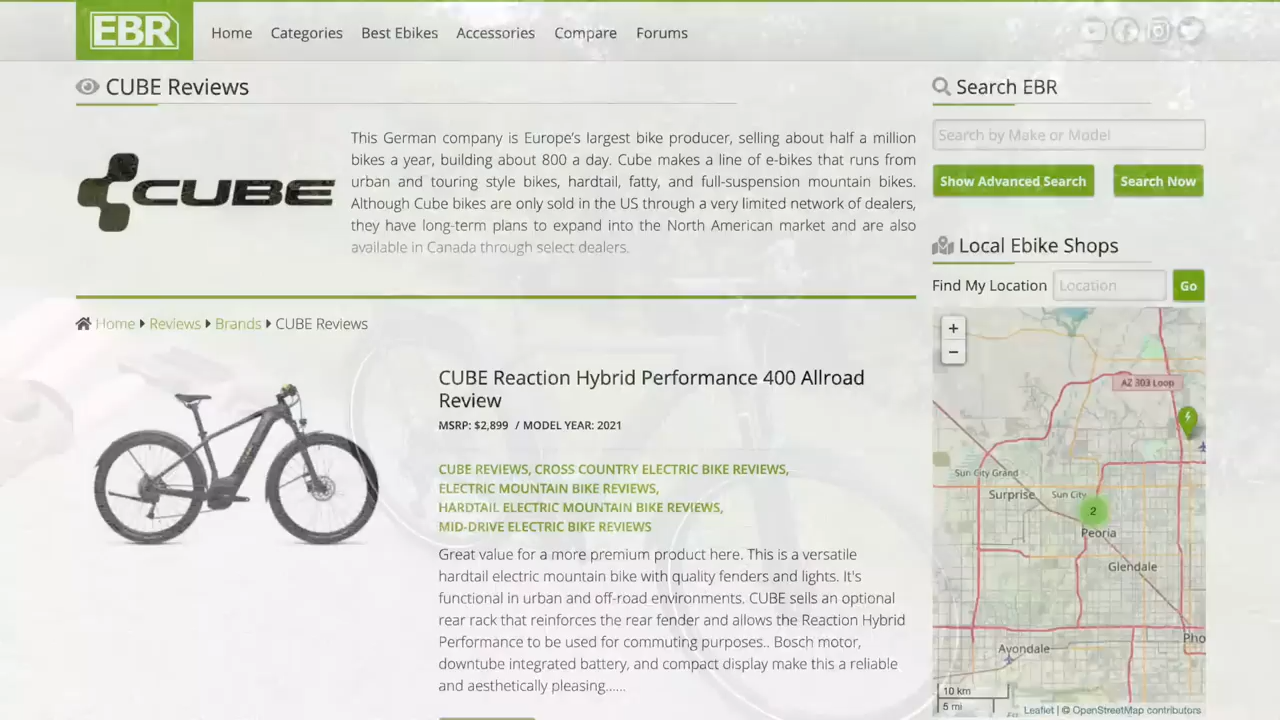 EBR
Home
Categories
Best Ebikes
Accessories
Compare
Forums
CUBE Reviews
CUBE
This German company is Europe's largest bike producer, selling about half a million
bikes a year, building about 800 a day. Cube makes a line of e-bikes that runs from
urban and touring style bikes, hardtail, fatty, and full-suspension mountain bikes.
Although Cube bikes are only sold in the US through a very limited network of dealers,
they have long-term plans to expand into the North American market and are also
available in Canada through select dealers.
Home Reviews Brands CUBE Reviews
CUBE Reaction Hybrid Performance 400 Allroad
Review
MSRP: $2,899 / MODEL YEAR: 2021
CUBE REVIEWS, CROSS COUNTRY ELECTRIC BIKE REVIEWS,
ELECTRIC MOUNTAIN BIKE REVIEWS,
HARDTAIL ELECTRIC MOUNTAIN BIKE REVIEWS,
MID-DRIVE ELECTRIC BIKE REVIEWS
Great value for a more premium product here. This is a versatile
hardtail electric mountain bike with quality fenders and lights. It's
functional in urban and off-road environments. CUBE sells an optional
rear rack that reinforces the rear fender and allows the Reaction Hybrid
Performance to be used for commuting purposes.. Bosch motor,
downtube integrated battery, and compact display make this a reliable
and aesthetically pleasing......
Search EBR
Search by Make or Model
Show Advanced Search
Search Now
Local Ebike Shops
Find My Location
Location
Go
+
−
AZ 303 Loop
Sun City Grand
Surprise
Sun City
2
Peoria
Glendale
Avondale
Pho
10 km
5 mi
Leaflet | © OpenStreetMap contributors